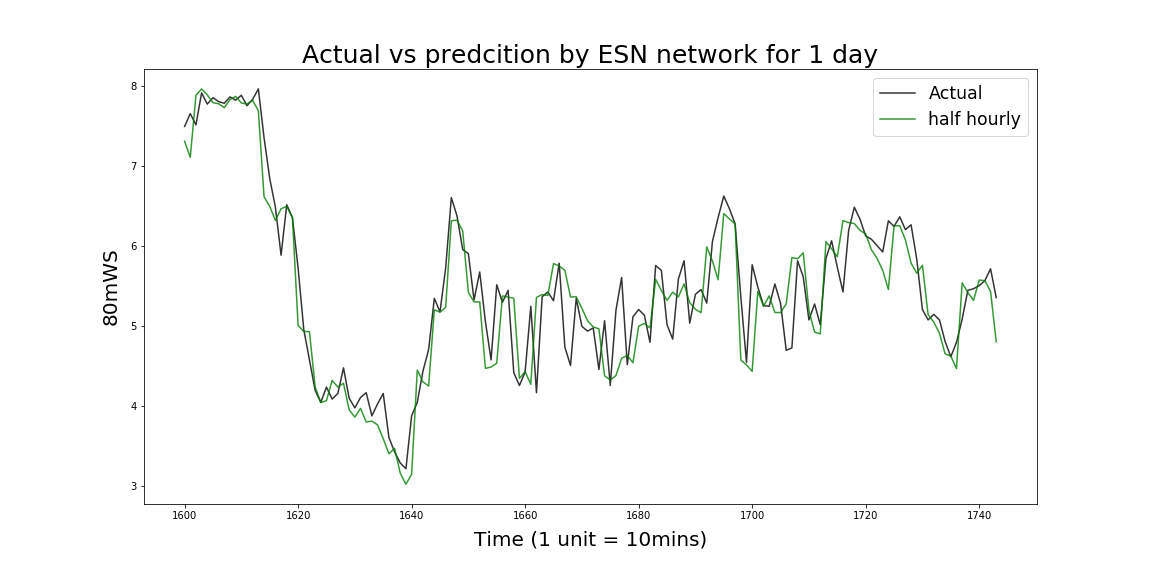 Actual vs predcition by ESN network for 1 day
Actual
half hourly
80mWS
8
7
6
5
4
3
1600 1620 1640 1660 1680 1700 1720 1740
Time (1 unit = 10mins)